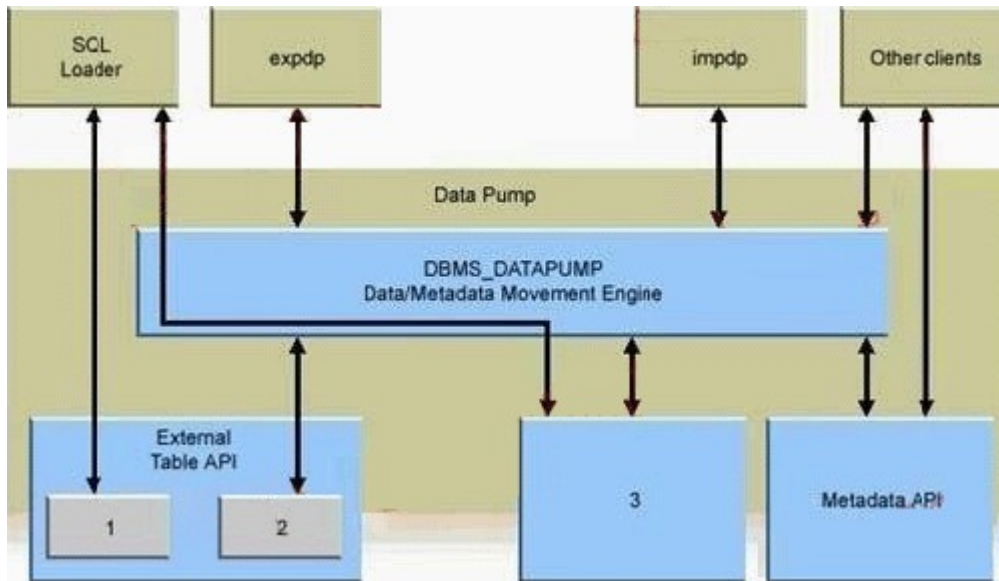 SQL
Loader
expdp
impdp
Other clients
Data Pump
DBMS_DATAPUMP
Data/Metadata Movement Engine
External
Table API
1
2
3
Metadata API